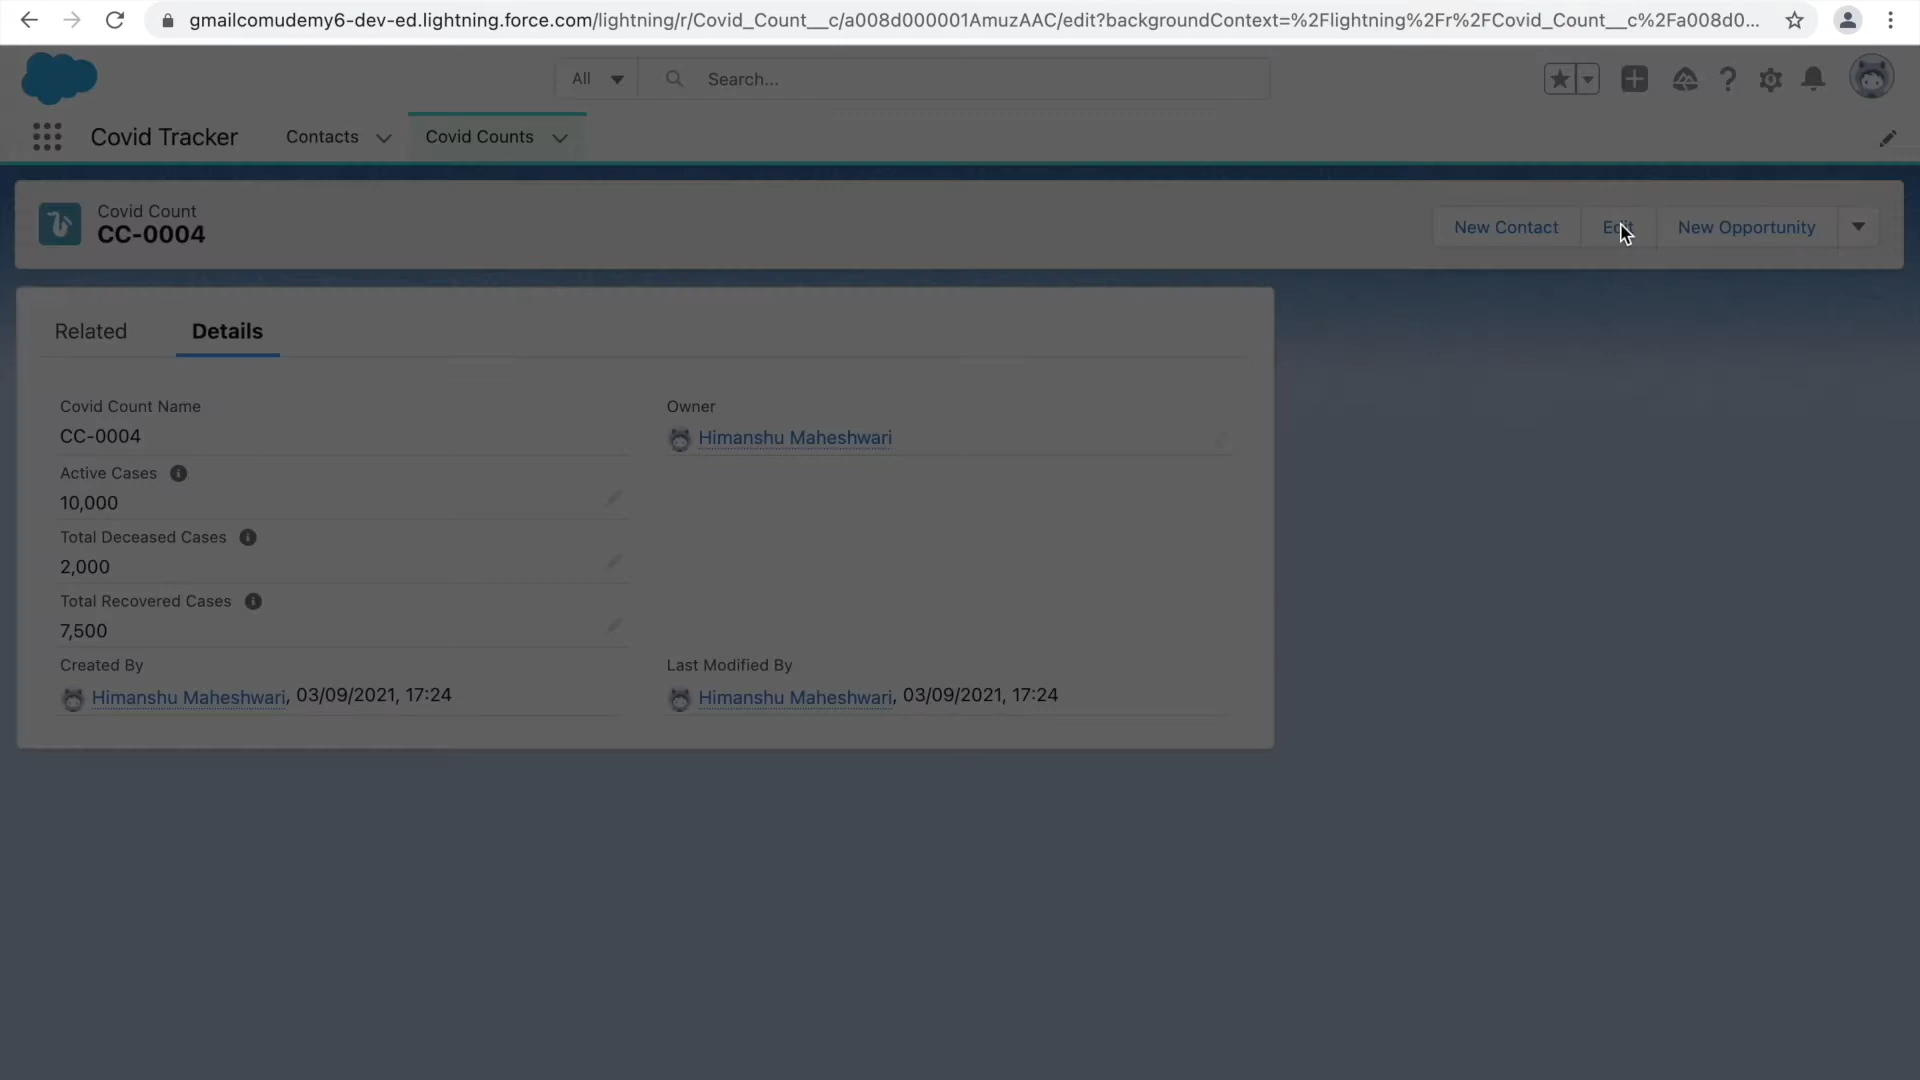 gmailcomudemy6-dev-ed.lightning.force.com/lightning/r/Covid_Count__c/a008d000001AmuzAAC/edit?backgroundContext=%2Flightning%2Fr%2FCovid_Count__c%2Fa008d0...
All
Search...
Covid Tracker
Contacts
Covid Counts
Covid Count
CC-0004
New Contact
Edit
New Opportunity
Related
Details
Covid Count Name
CC-0004
Owner
Himanshu Maheshwari
Active Cases
10,000
Total Deceased Cases
2,000
Total Recovered Cases
7,500
Created By
Himanshu Maheshwari, 03/09/2021, 17:24
Last Modified By
Himanshu Maheshwari, 03/09/2021, 17:24